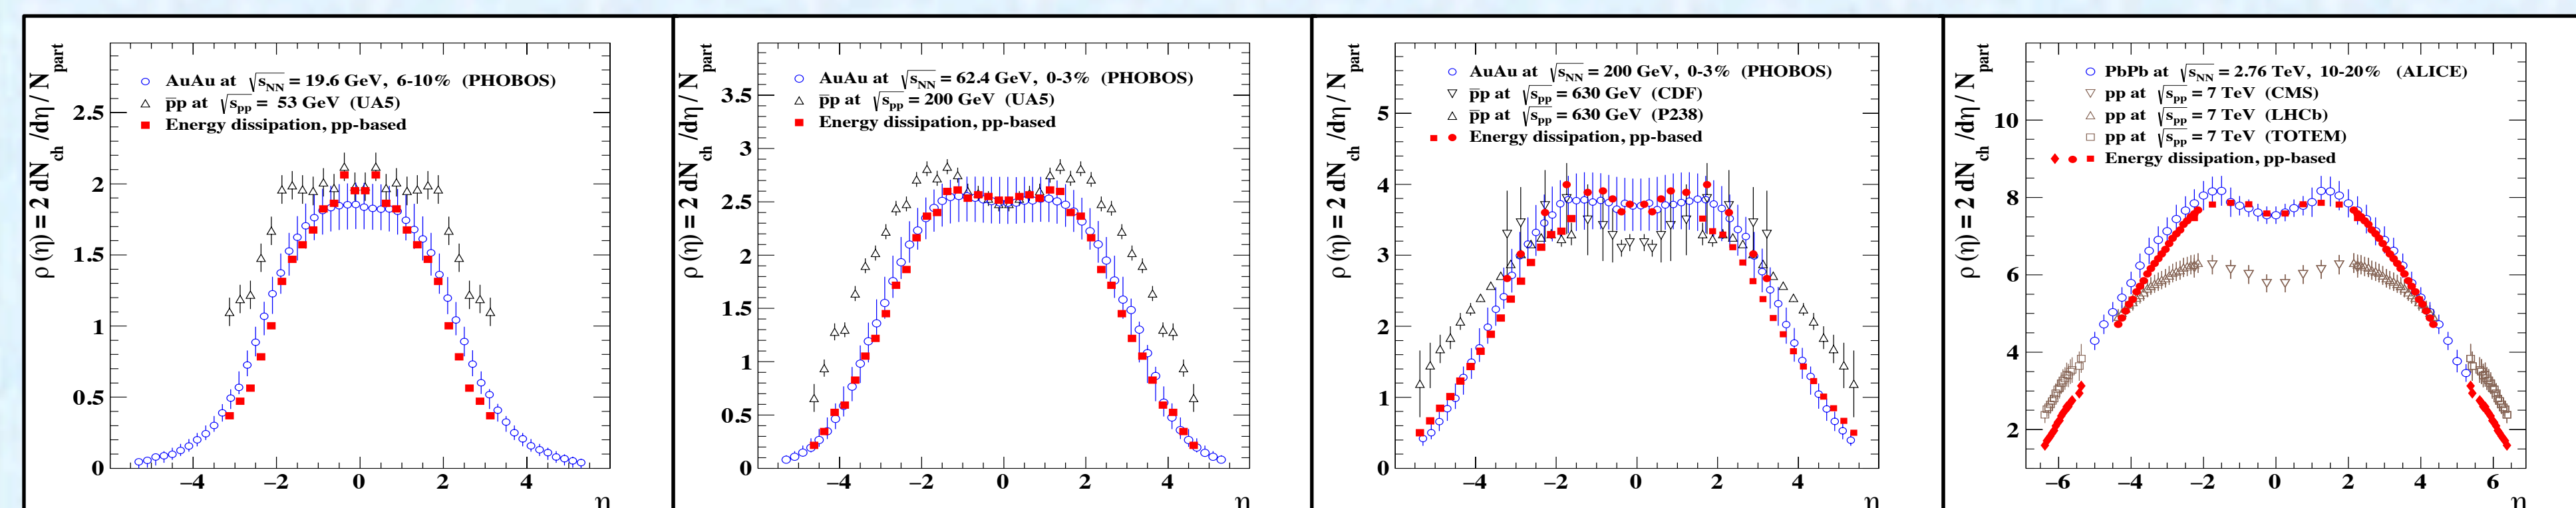 ρ (η) = 2 dN_ch /dη / N_part
AuAu at √s_NN = 19.6 GeV, 6-10% (PHOBOS)
p̅p at √s_pp = 53 GeV (UA5)
Energy dissipation, pp-based
2.5
2
1.5
1
0.5
0
−4 −2 0 2 4
η
ρ (η) = 2 dN_ch /dη / N_part
AuAu at √s_NN = 62.4 GeV, 0-3% (PHOBOS)
p̅p at √s_pp = 200 GeV (UA5)
Energy dissipation, pp-based
3.5
3
2.5
2
1.5
1
0.5
0
−4 −2 0 2 4
η
ρ (η) = 2 dN_ch /dη / N_part
AuAu at √s_NN = 200 GeV, 0-3% (PHOBOS)
p̅p at √s_pp = 630 GeV (CDF)
p̅p at √s_pp = 630 GeV (P238)
Energy dissipation, pp-based
5
4
3
2
1
0
−4 −2 0 2 4
η
ρ (η) = 2 dN_ch /dη / N_part
PbPb at √s_NN = 2.76 TeV, 10-20% (ALICE)
pp at √s_pp = 7 TeV (CMS)
pp at √s_pp = 7 TeV (LHCb)
pp at √s_pp = 7 TeV (TOTEM)
Energy dissipation, pp-based
10
8
6
4
2
−6 −4 −2 0 2 4 6
η